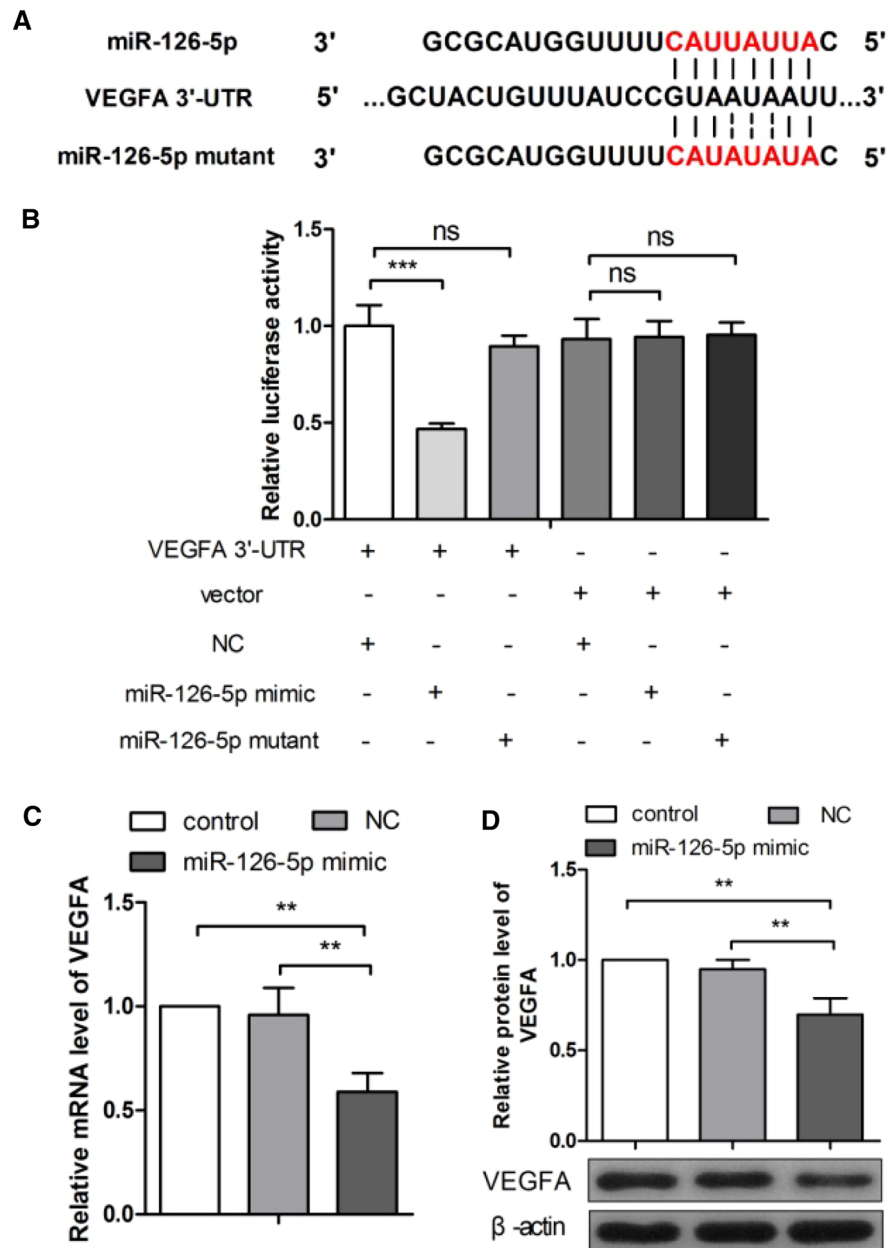 A
miR-126-5p 3' GCGCAUGGUUUUCAUUAUUAC 5'
VEGFA 3'-UTR 5' ...GCUACUGUUUAUCCGUAAUAAUU...3'
miR-126-5p mutant 3' GCGCAUGGUUUUCAUAUAUAC 5'
B
Relative luciferase activity
1.5
1.0
0.5
0.0
ns
***
ns
ns
VEGFA 3'-UTR + + + - - -
vector - - - + + +
NC + - - + - -
miR-126-5p mimic - + - - + -
miR-126-5p mutant - - + - - +
C
control NC
miR-126-5p mimic
Relative mRNA level of VEGFA
1.5
1.0
0.5
0.0
**
**
D
control NC
miR-126-5p mimic
Relative protein level of
VEGFA
1.5
1.0
0.5
0.0
**
**
VEGFA
β -actin